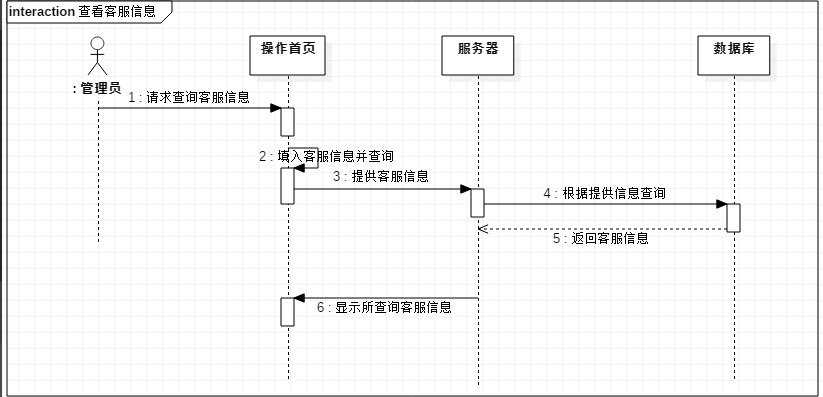 interaction 查看客服信息
操作首页
服务器
数据库
: 管理员
1 : 请求查询客服信息
2 : 填入客服信息并查询
3 : 提供客服信息
4 : 根据提供信息查询
5 : 返回客服信息
6 : 显示所查询客服信息